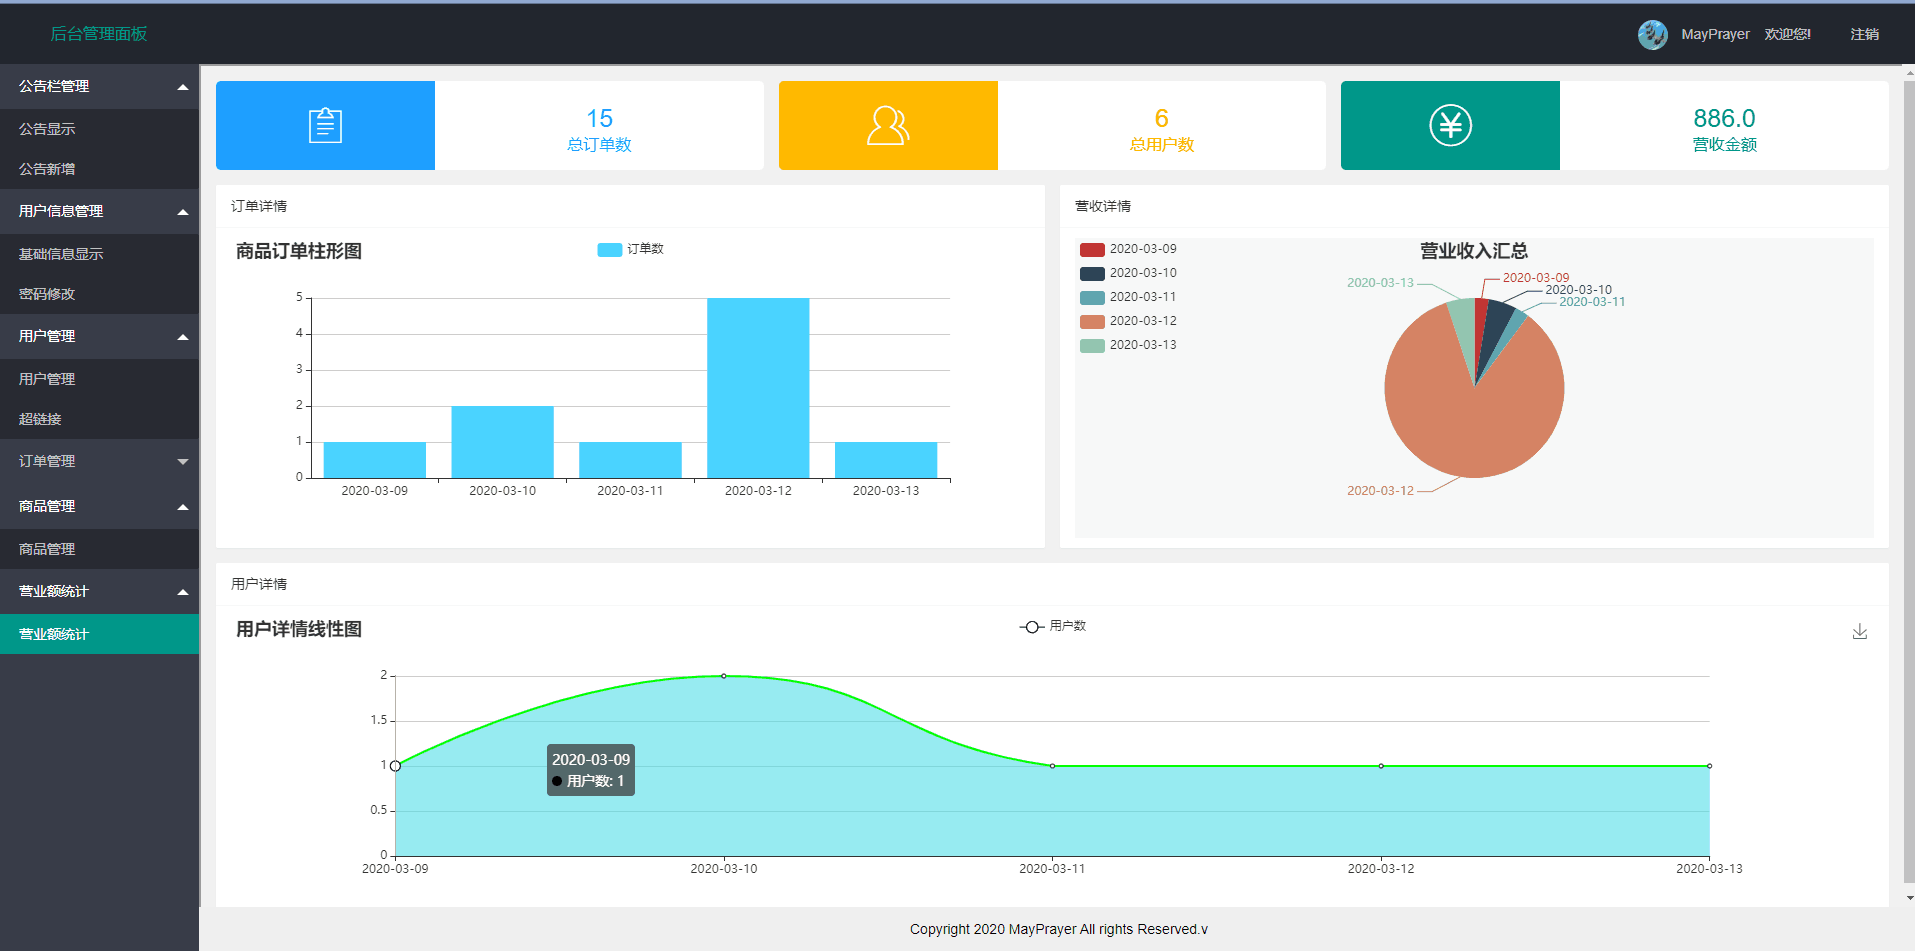 后台管理面板
MayPrayer 欢迎您! 注销
公告栏管理
公告显示
公告新增
用户信息管理
基础信息显示
密码修改
用户管理
用户管理
超链接
订单管理
商品管理
商品管理
营业额统计
营业额统计
15
总订单数
6
总用户数
886.0
营收金额
订单详情
商品订单柱形图
订单数
5
4
3
2
1
0
2020-03-09 2020-03-10 2020-03-11 2020-03-12 2020-03-13
营收详情
营业收入汇总
2020-03-09
2020-03-10
2020-03-11
2020-03-12
2020-03-13
2020-03-13
2020-03-09
2020-03-10
2020-03-11
2020-03-12
用户详情
用户详情线性图
用户数
2
1.5
1
0.5
0
2020-03-09
用户数: 1
2020-03-09 2020-03-10 2020-03-11 2020-03-12 2020-03-13
Copyright 2020 MayPrayer All rights Reserved.v